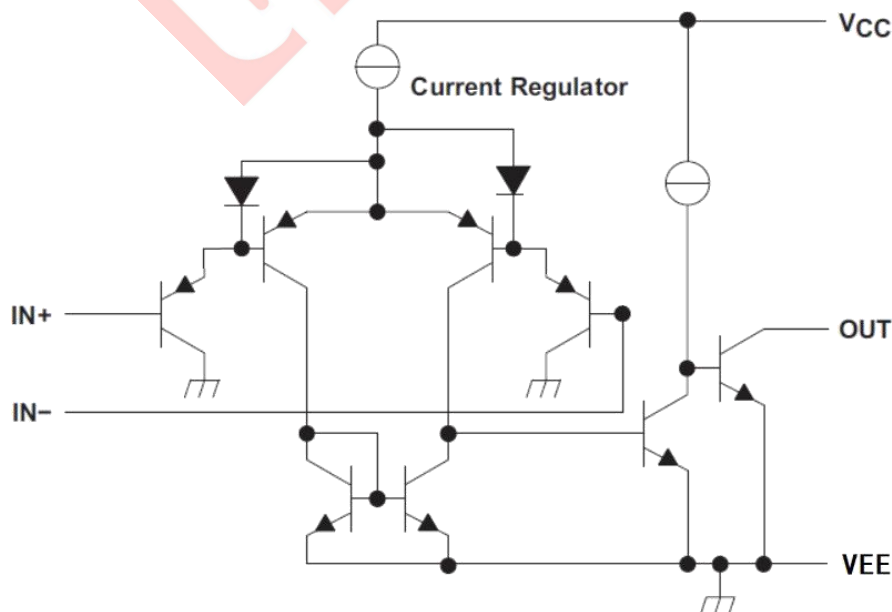 VCC
Current Regulator
IN+
OUT
IN−
VEE